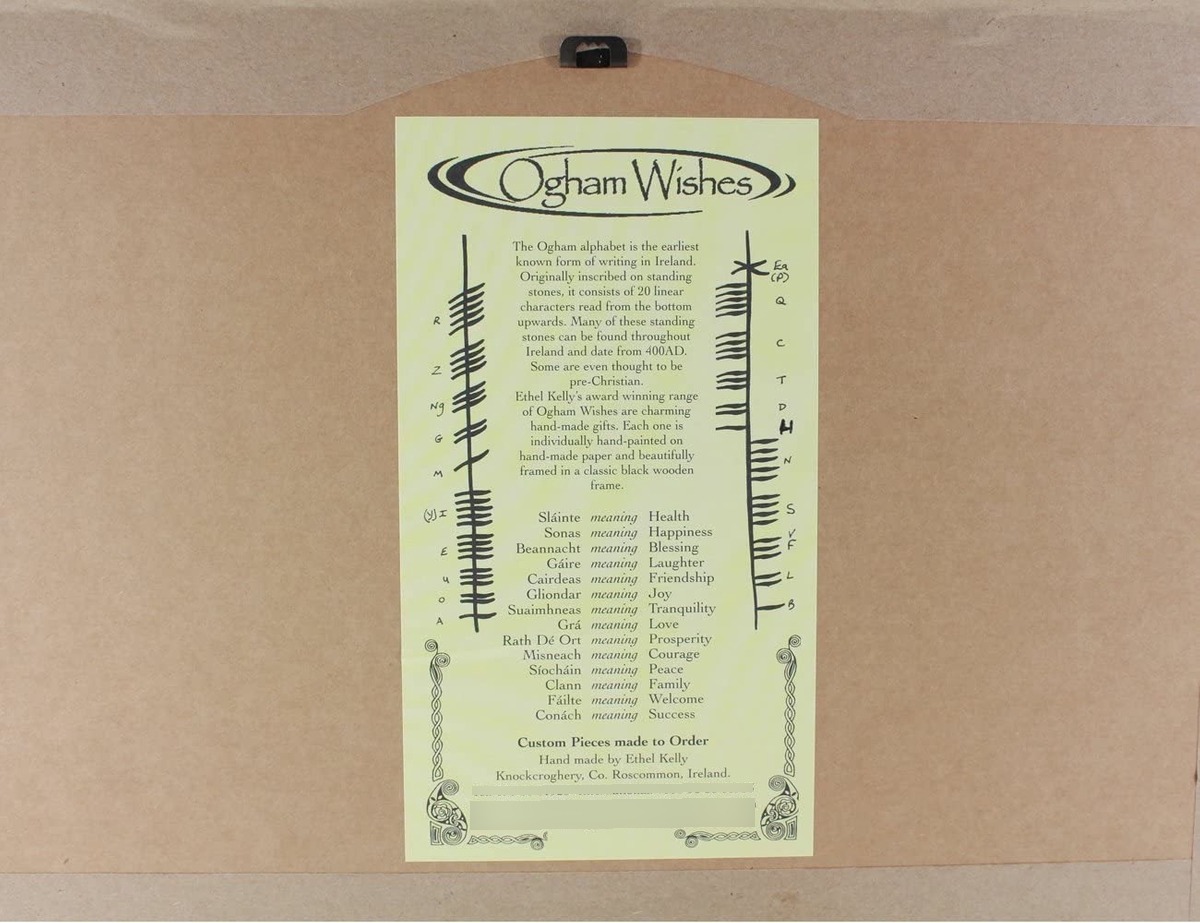 Ogham Wishes
The Ogham alphabet is the earliest
known form of writing in Ireland.
Originally inscribed on standing
stones, it consists of 20 linear
characters read from the bottom
upwards. Many of these standing
stones can be found throughout
Ireland and date from 400AD.
Some are even thought to be
pre-Christian.
Ethel Kelly's award winning range
of Ogham Wishes are charming
hand-made gifts. Each one is
individually hand-painted on
hand-made paper and beautifully
framed in a classic black wooden
frame.
R
Z
Ng
G
M
(y) I
E
U
O
A
Ea
(P)
Q
C
T
D
H
N
S
V
F
L
B
Sláinte meaning Health
Sonas meaning Happiness
Beannacht meaning Blessing
Gáire meaning Laughter
Cairdeas meaning Friendship
Gliondar meaning Joy
Suaimhneas meaning Tranquility
Grá meaning Love
Rath Dé Ort meaning Prosperity
Misneach meaning Courage
Síocháin meaning Peace
Clann meaning Family
Fáilte meaning Welcome
Conách meaning Success
Custom Pieces made to Order
Hand made by Ethel Kelly
Knockcroghery, Co. Roscommon, Ireland.